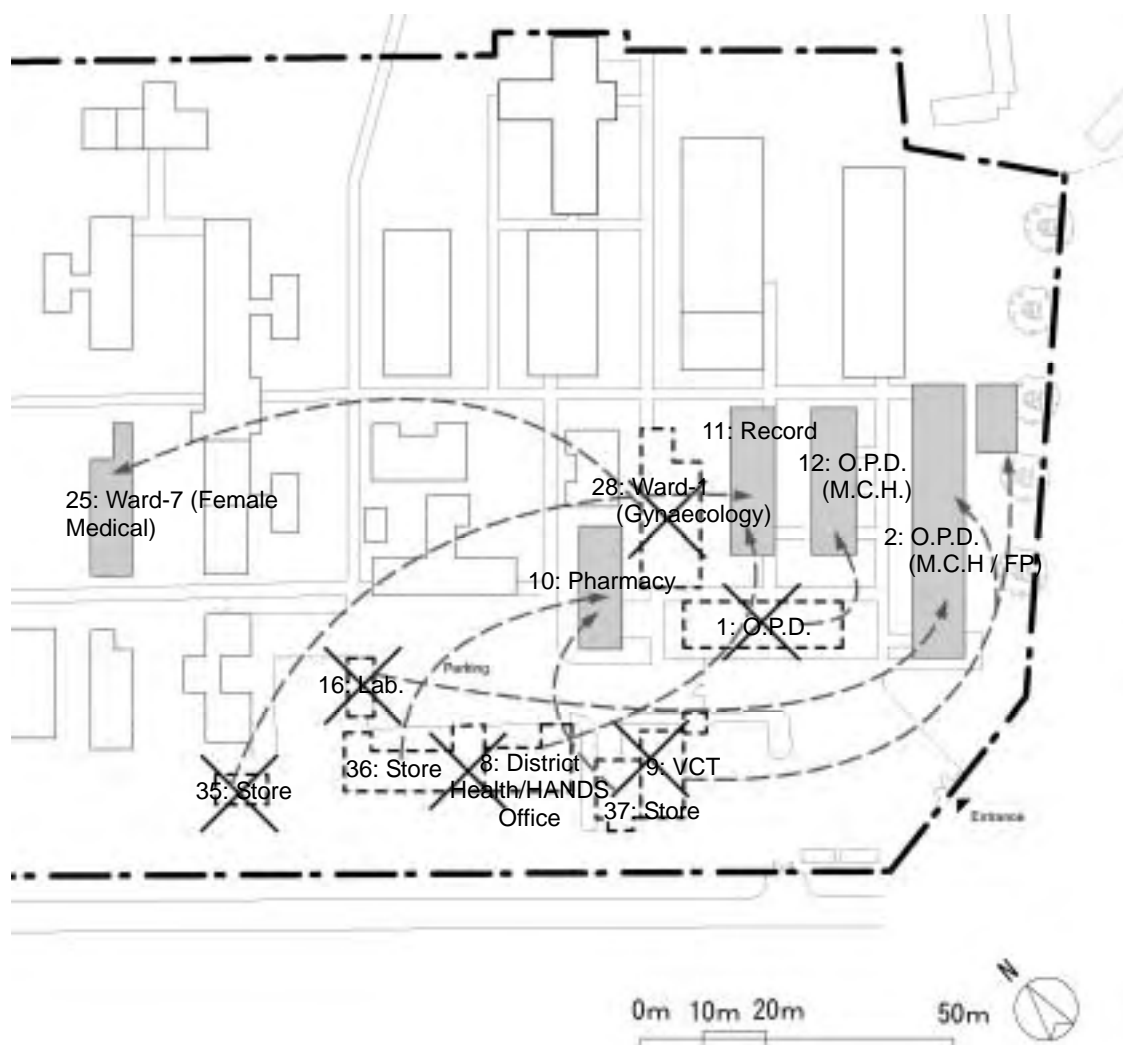 11: Record
12: O.P.D.
(M.C.H.)
25: Ward-7 (Female
Medical)
28: Ward-1
(Gynaecology)
2: O.P.D.
(M.C.H / FP)
10: Pharmacy
1: O.P.D.
Parking
16: Lab.
36: Store
8: District
Health/HANDS
Office
9: VCT
35: Store
37: Store
Entrance
N
0m 10m 20m 50m